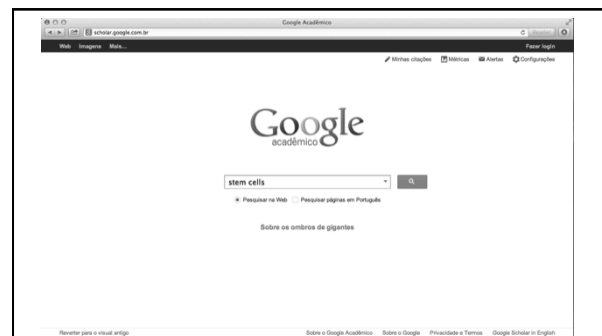 Google Acadêmico
scholar.google.com.br
Web Imagens Mais...
Fazer login
Minhas citações Métricas Alertas Configurações
Google
acadêmico
stem cells
Pesquisar na Web Pesquisar páginas em Português
Sobre os ombros de gigantes
Reverter para o visual antigo
Sobre o Google Acadêmico Sobre o Google Privacidade e Termos Google Scholar in English